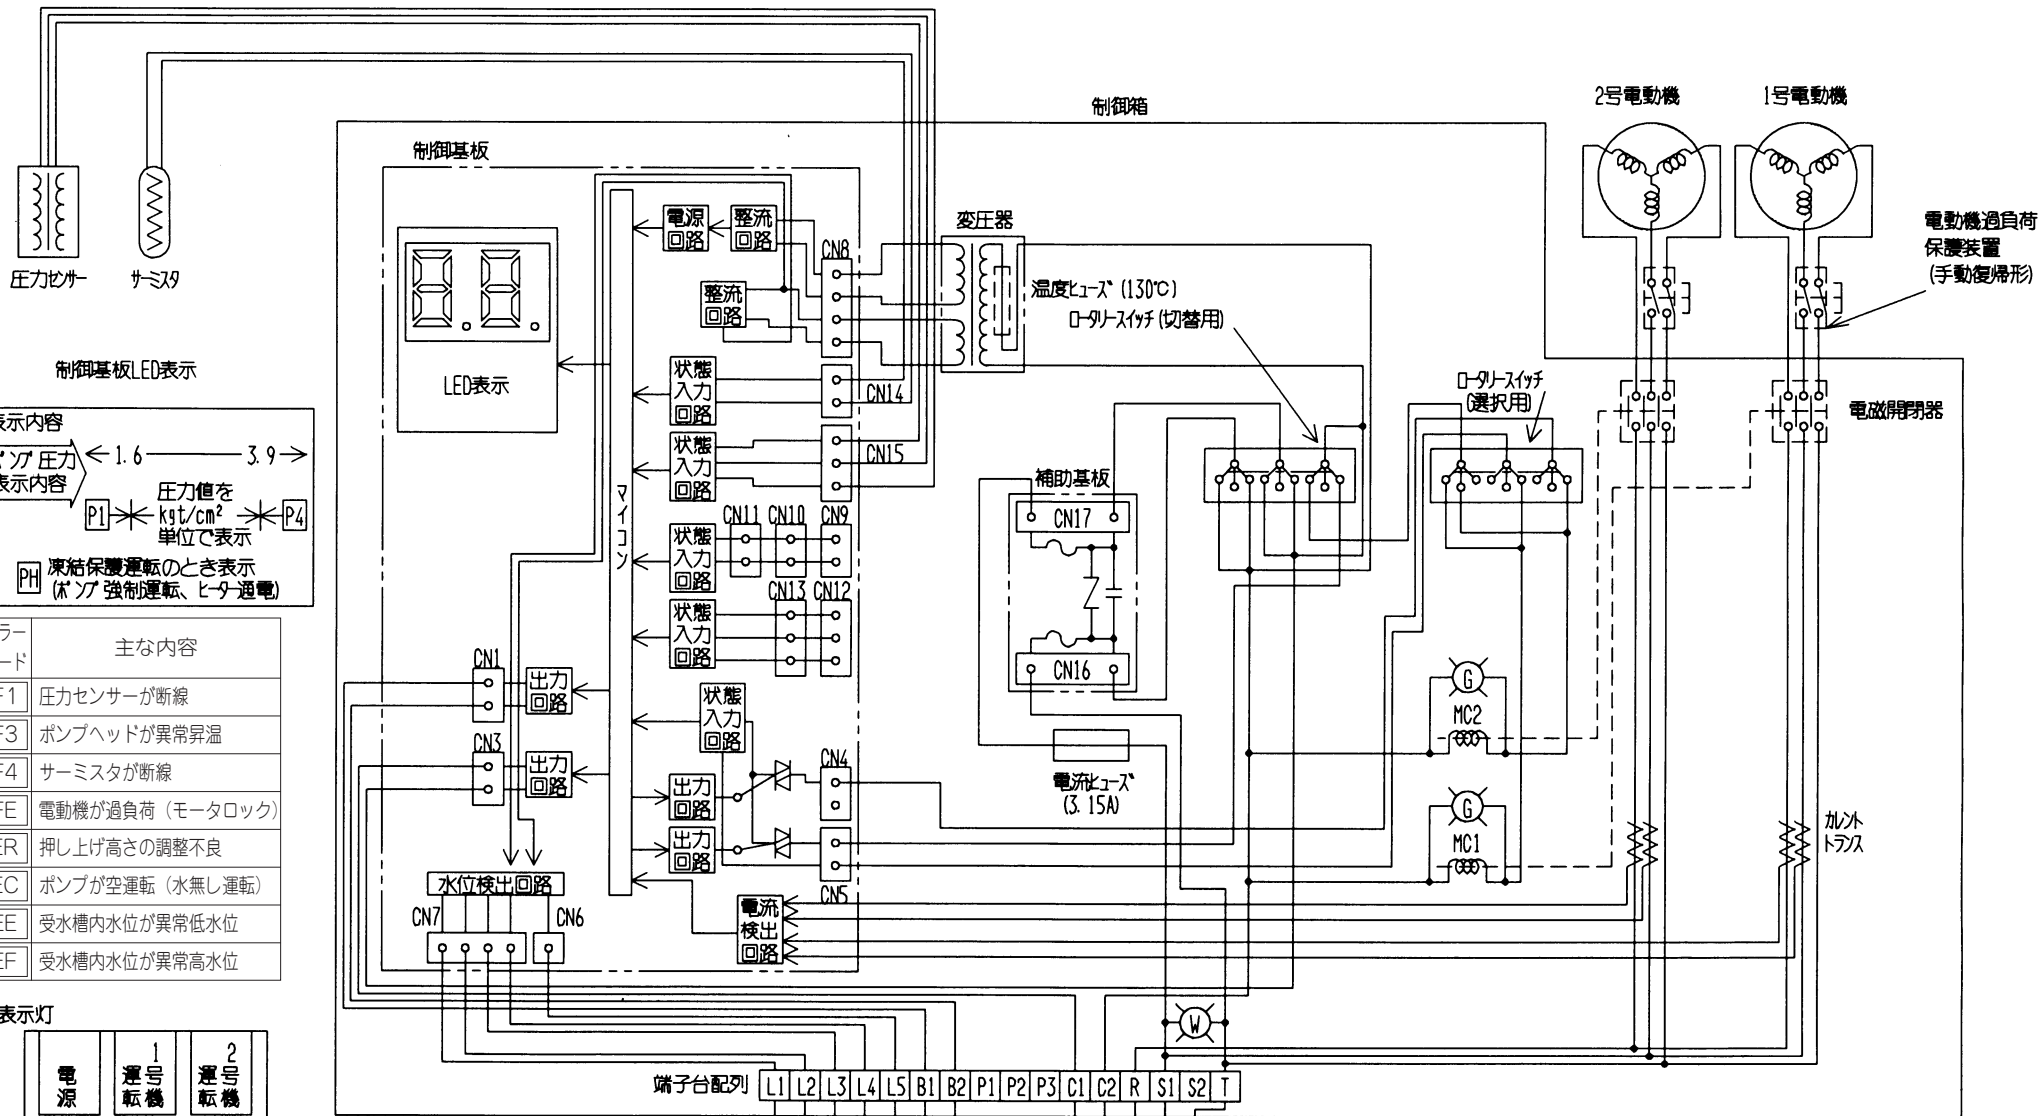 制御箱
2号電動機
1号電動機
制御基板
電動機過負荷
保護装置
(手動復帰形)
圧力センサー
サーミスタ
電源
回路
整流
回路
CN8
変圧器
温度ヒューズ(130℃)
ロータリースイッチ(切替用)
整流
回路
制御基板LED表示
LED表示
状態
入力
回路
CN14
ロータリースイッチ
(選択用)
電磁開閉器
表示内容
ポンプ圧力
表示内容
1.6
3.9
P1
圧力値を
kgf/cm²
単位で表示
P4
PH
凍結保護運転のとき表示
(ポンプ強制運転、ヒーター通電)
状態
入力
回路
CN15
マイコン
補助基板
CN17
CN16
状態
入力
回路
CN11
CN10
CN9
状態
入力
回路
CN13
CN12
主な内容
F1 圧力センサーが断線
F3 ポンプヘッドが異常昇温
F4 サーミスタが断線
FE 電動機が過負荷(モータロック)
ER 押し上げ高さの調整不良
EC ポンプが空運転(水無し運転)
EE 受水槽内水位が異常低水位
EF 受水槽内水位が異常高水位
CN1
出力
回路
CN3
出力
回路
状態
入力
回路
出力
回路
CN4
出力
回路
CN5
電流ヒューズ
(3.15A)
G
MC2
G
MC1
カレント
トランス
水位検出回路
CN7
CN6
電流
検出
回路
W
表示灯
電源
1号機
運転
2号機
運転
端子台配列
L1 L2 L3 L4 L5 B1 B2 P1 P2 P3 C1 C2 R S1 S2 T